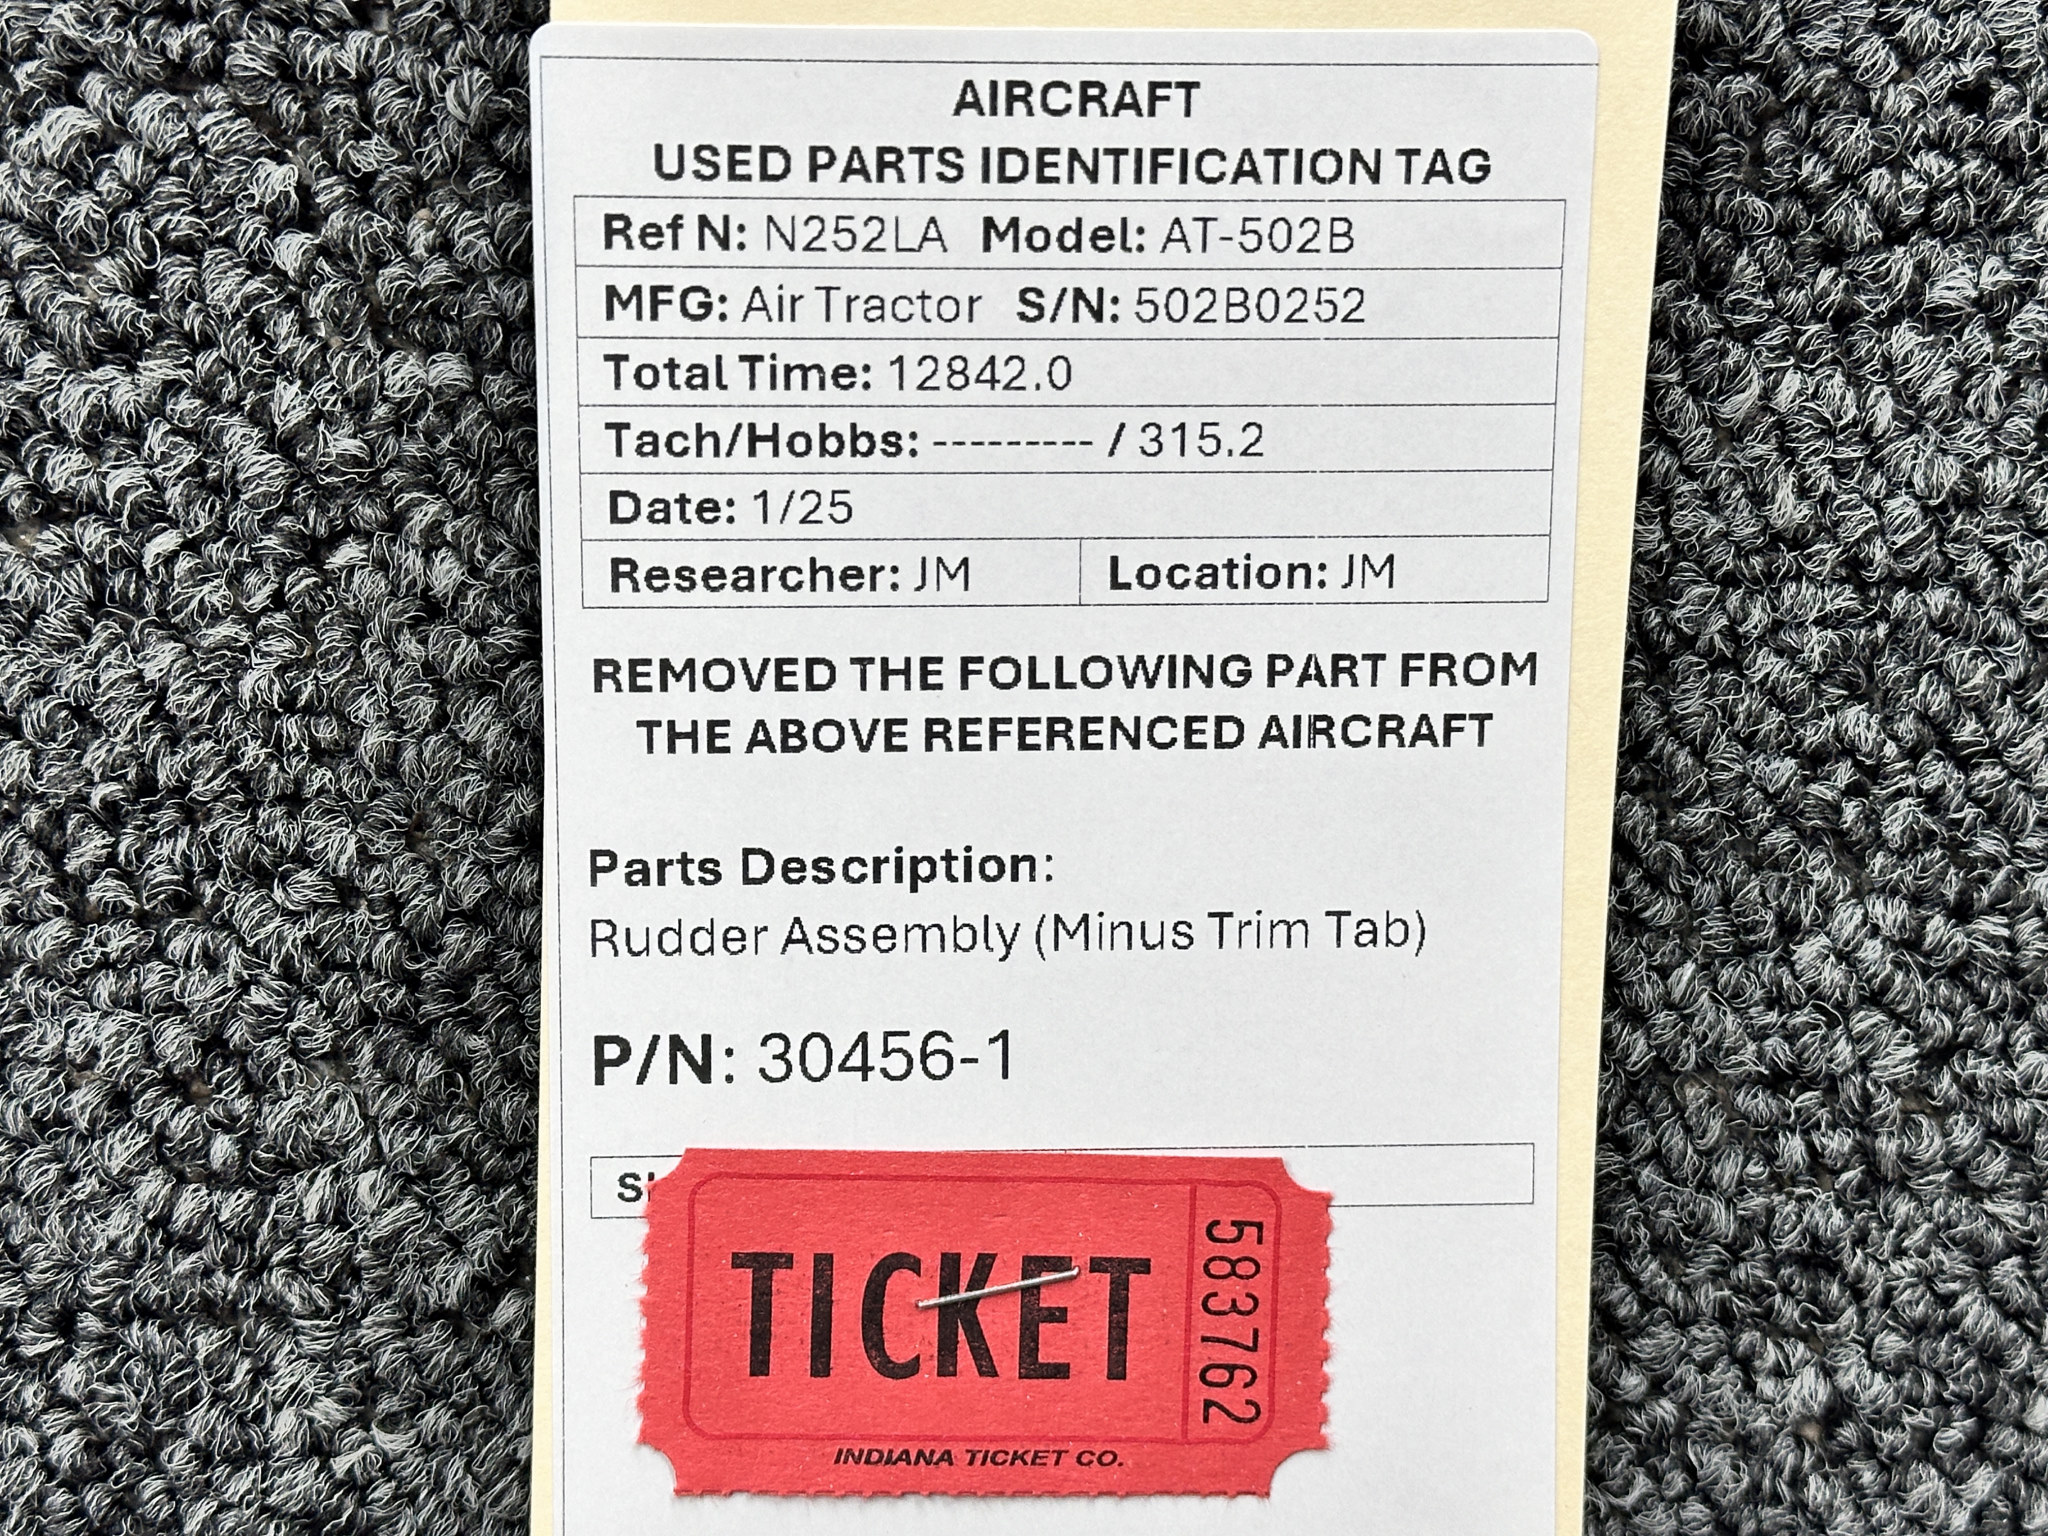 AIRCRAFT
USED PARTS IDENTIFICATION TAG
Ref N: N252LA Model: AT-502B
MFG: Air Tractor S/N: 502B0252
Total Time: 12842.0
Tach/Hobbs: --------- / 315.2
Date: 1/25
Researcher: JM Location: JM
REMOVED THE FOLLOWING PART FROM
THE ABOVE REFERENCED AIRCRAFT
Parts Description:
Rudder Assembly (Minus Trim Tab)
P/N: 30456-1
TICKET
583762
INDIANA TICKET CO.